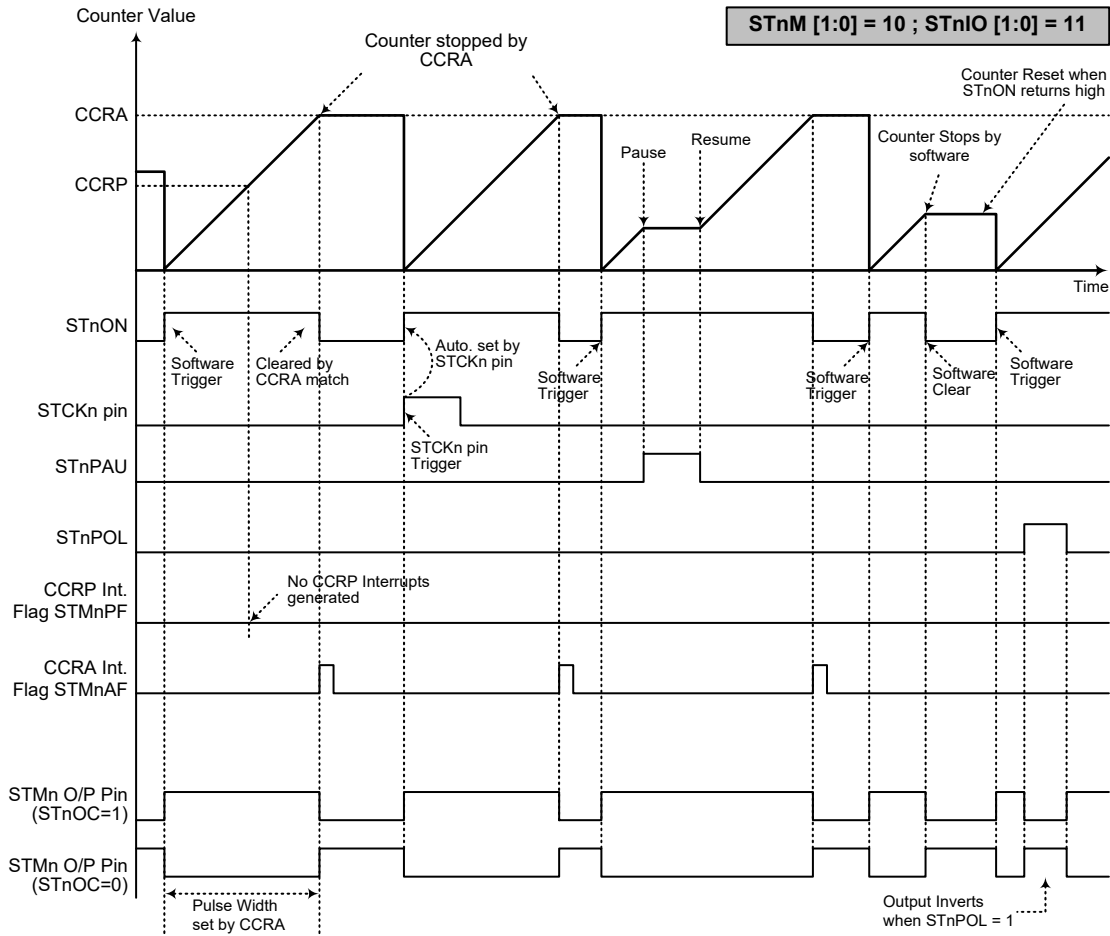 Counter Value
STnM [1:0] = 10 ; STnIO [1:0] = 11
Counter stopped by
CCRA
Counter Reset when
STnON returns high
CCRA
Pause
Resume
Counter Stops by
software
CCRP
Time
STnON
Software
Trigger
Cleared by
CCRA match
Auto. set by
STCKn pin
Software
Trigger
Software
Trigger
Software
Clear
Software
Trigger
STCKn pin
STCKn pin
Trigger
STnPAU
STnPOL
CCRP Int.
Flag STMnPF
No CCRP Interrupts
generated
CCRA Int.
Flag STMnAF
STMn O/P Pin
(STnOC=1)
STMn O/P Pin
(STnOC=0)
Pulse Width
set by CCRA
Output Inverts
when STnPOL = 1